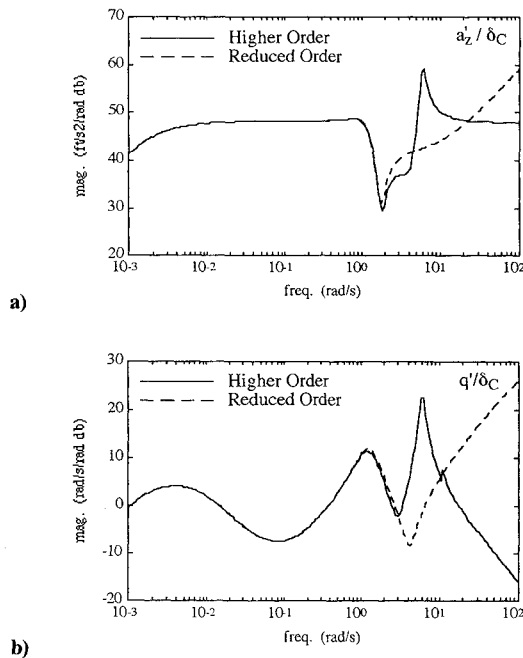 a'z / δC
Higher Order
Reduced Order
mag. (ft/s2/rad db)
70
60
50
40
30
20
10-3
10-2
10-1
100
101
102
freq. (rad/s)
a)
q'/δC
Higher Order
Reduced Order
mag. (rad/s/rad db)
30
20
10
0
-10
-20
10-3
10-2
10-1
100
101
102
freq. (rad/s)
b)